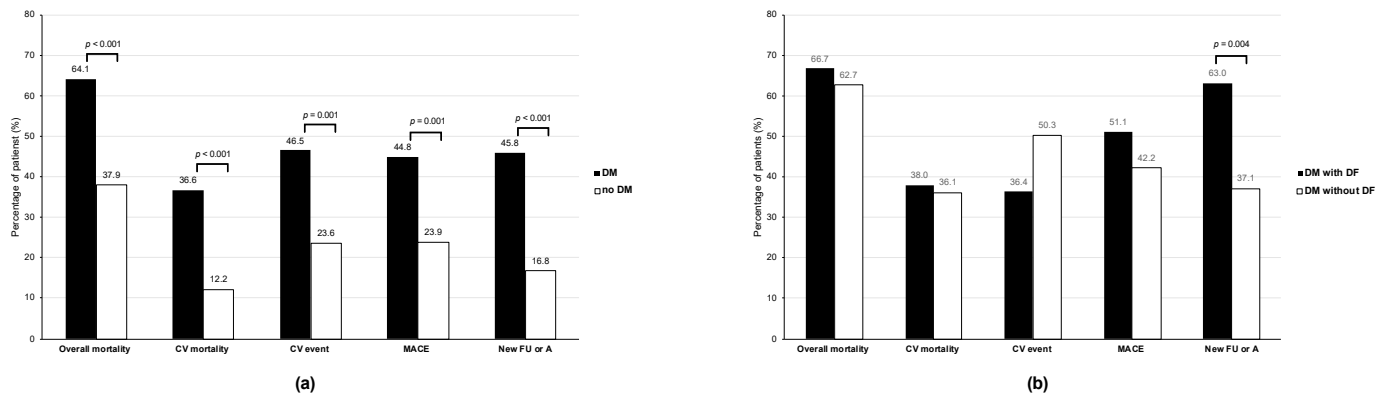 80
70
60
50
40
30
20
10
0
Percentage of patienst (%)
p < 0.001
64.1
37.9
p < 0.001
36.6
12.2
p = 0.001
46.5
23.6
p = 0.001
44.8
23.9
p < 0.001
45.8
16.8
Overall mortality
CV mortality
CV event
MACE
New FU or A
DM
no DM
(a)
80
70
60
50
40
30
20
10
0
Percentage of patients (%)
66.7
62.7
38.0
36.1
36.4
50.3
51.1
42.2
p = 0.004
63.0
37.1
Overall mortality
CV mortality
CV event
MACE
New FU or A
DM with DF
DM without DF
(b)